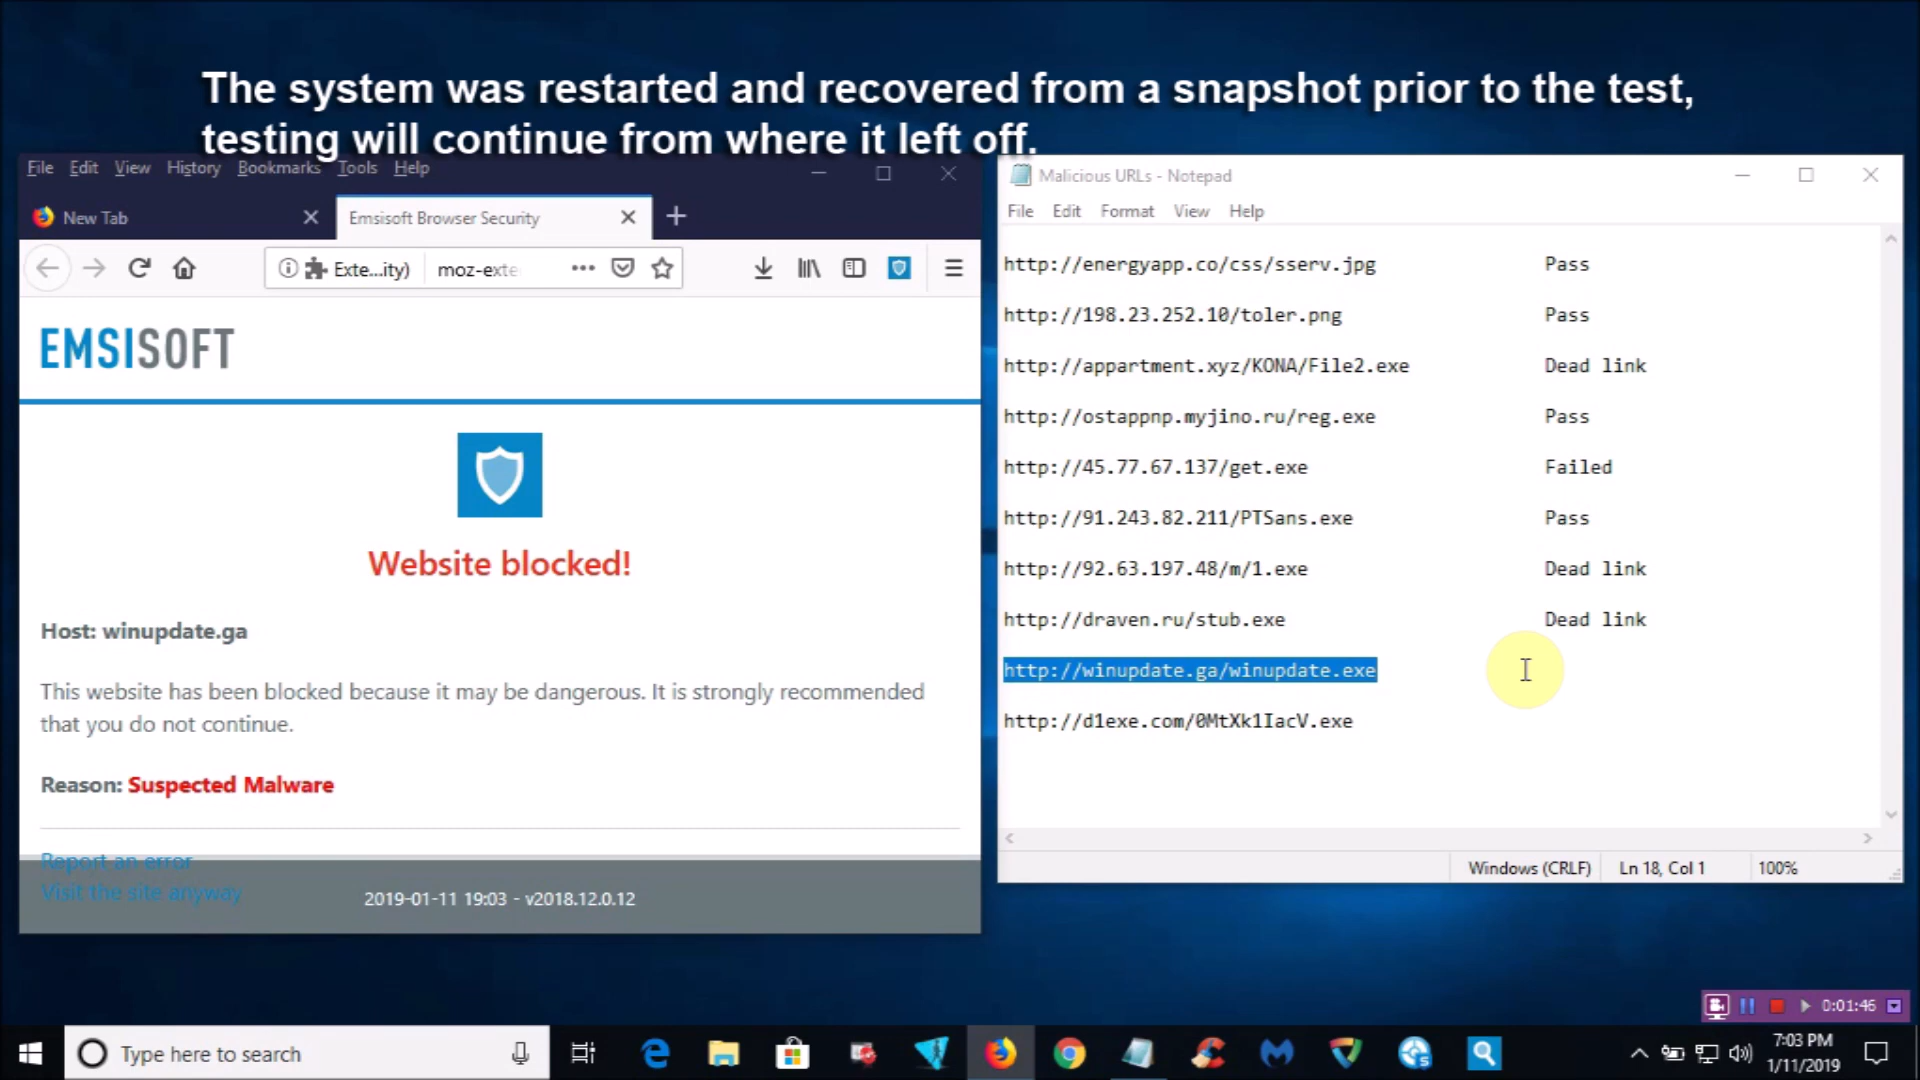 The system was restarted and recovered from a snapshot prior to the test,
testing will continue from where it left off.
File Edit View History Bookmarks Tools Help
New Tab
Emsisoft Browser Security
Exte...ity) moz-exte
EMSISOFT
Website blocked!
Host: winupdate.ga
This website has been blocked because it may be dangerous. It is strongly recommended
that you do not continue.
Reason: Suspected Malware
Report an error
Visit the site anyway
2019-01-11 19:03 - v2018.12.0.12
Malicious URLs - Notepad
File Edit Format View Help
http://energyapp.co/css/sserv.jpg Pass
http://198.23.252.10/toler.png Pass
http://appartment.xyz/KONA/File2.exe Dead link
http://ostappnp.myjino.ru/reg.exe Pass
http://45.77.67.137/get.exe Failed
http://91.243.82.211/PTSans.exe Pass
http://92.63.197.48/m/1.exe Dead link
http://draven.ru/stub.exe Dead link
http://winupdate.ga/winupdate.exe
http://d1exe.com/0MtXk1IacV.exe
Windows (CRLF) Ln 18, Col 1 100%
0:01:46
Type here to search
7:03 PM
1/11/2019